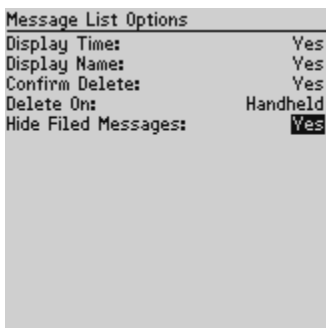 Message List Options
Display Time: Yes
Display Name: Yes
Confirm Delete: Yes
Delete On: Handheld
Hide Filed Messages: Yes